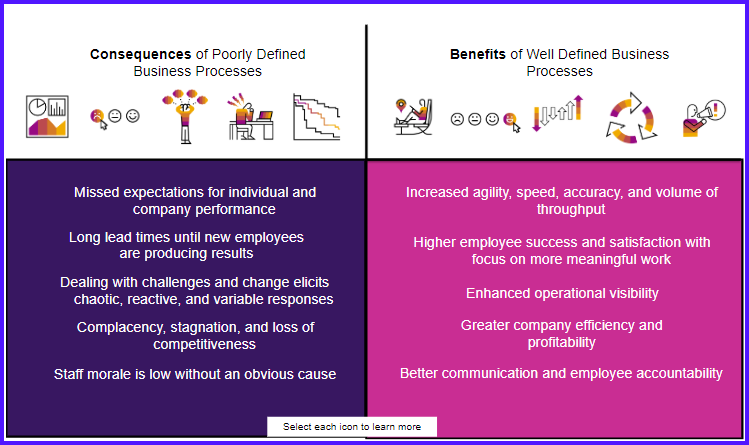 Consequences of Poorly Defined
Business Processes
Benefits of Well Defined Business
Processes
Missed expectations for individual and
company performance
Long lead times until new employees
are producing results
Dealing with challenges and change elicits
chaotic, reactive, and variable responses
Complacency, stagnation, and loss of
competitiveness
Staff morale is low without an obvious cause
Increased agility, speed, accuracy, and volume of
throughput
Higher employee success and satisfaction with
focus on more meaningful work
Enhanced operational visibility
Greater company efficiency and
profitability
Better communication and employee accountability
Select each icon to learn more